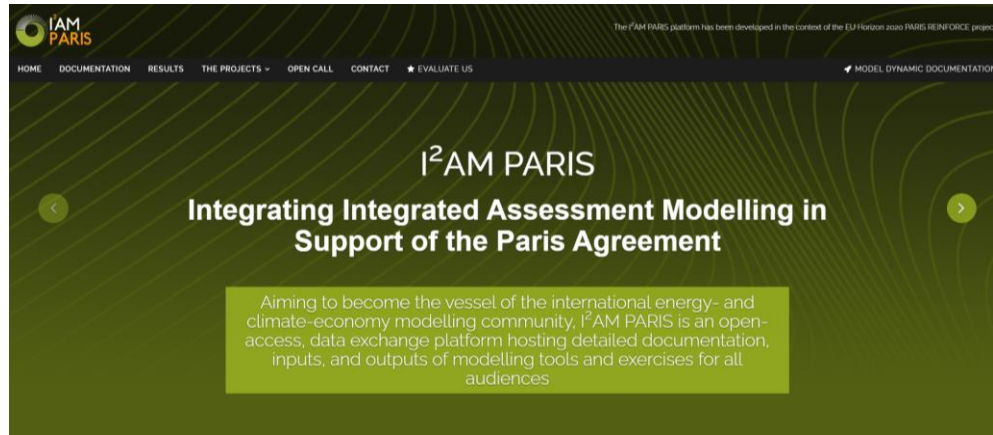 I²AM
PARIS
The I²AM PARIS platform has been developed in the context of the EU Horizon 2020 PARIS REINFORCE projec
HOME DOCUMENTATION RESULTS THE PROJECTS OPEN CALL CONTACT EVALUATE US MODEL DYNAMIC DOCUMENTATION
I²AM PARIS
Integrating Integrated Assessment Modelling in
Support of the Paris Agreement
Aiming to become the vessel of the international energy- and
climate-economy modelling community, I²AM PARIS is an open-
access, data exchange platform hosting detailed documentation,
inputs, and outputs of modelling tools and exercises for all
audiences